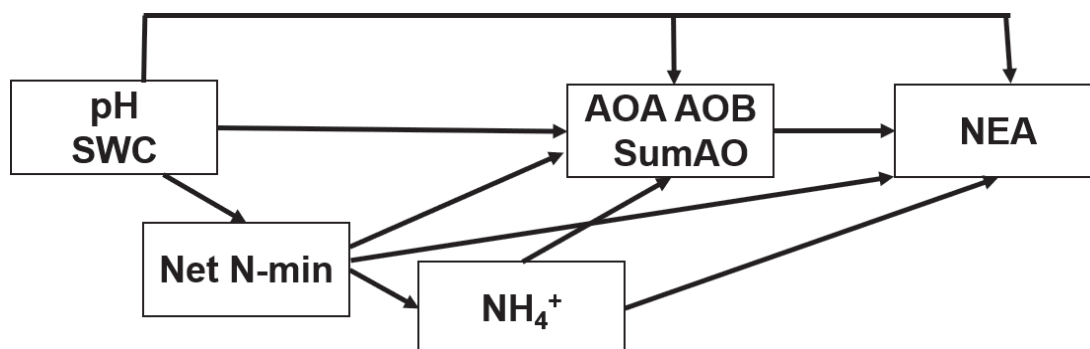 pH
SWC
AOA AOB
SumAO
NEA
Net N-min
NH₄⁺